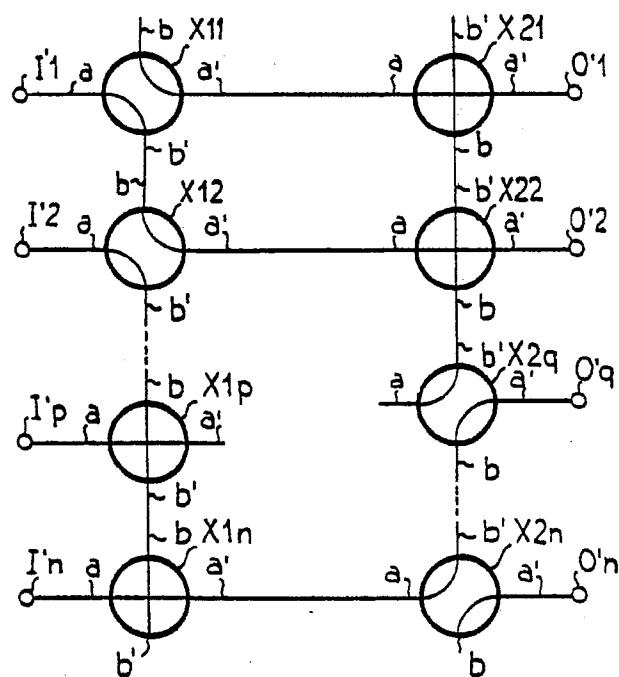 b X11 b' X21
I'1 a a' a a' O'1
b' b
b X12 b' X22
I'2 a a' a a' O'2
b' b
b X1p b' X2q
I'p a a' a a' O'q
b' b
b X1n b' X2n
I'n a a' a a' O'n
b' b